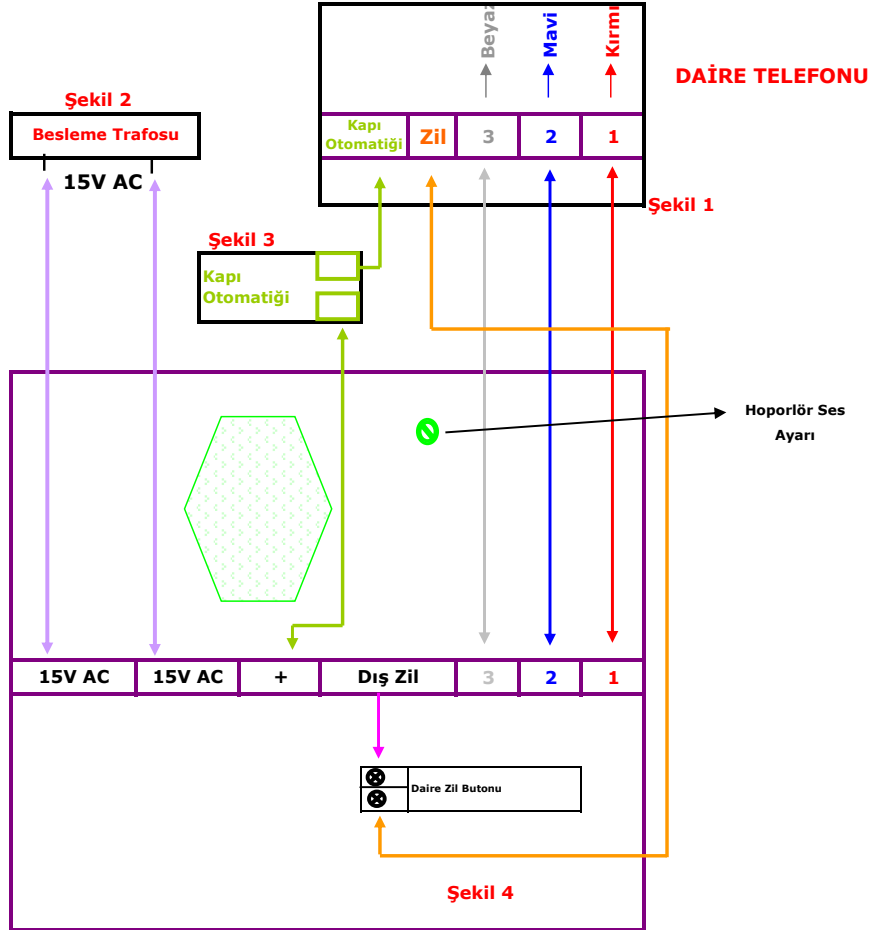 Mavi
DAİRE TELEFONU
Şekil 2
Besleme Trafosu
15V AC
Kapı
Otomatiği
Zil
3
2
1
Şekil 1
Şekil 3
Kapı
Otomatiği
Hoporlör Ses
Ayarı
15V AC
15V AC
+
Dış Zil
3
2
1
Daire Zil Butonu
Şekil 4